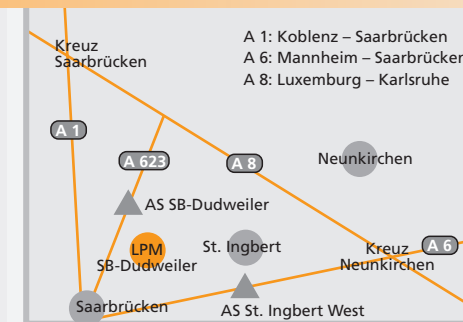 A 1: Koblenz – Saarbrücken
A 6: Mannheim – Saarbrücken
A 8: Luxemburg – Karlsruhe
Kreuz
Saarbrücken
A 1
A 623
A 8
Neunkirchen
AS SB-Dudweiler
LPM
SB-Dudweiler
St. Ingbert
Kreuz
Neunkirchen
A 6
Saarbrücken
AS St. Ingbert West